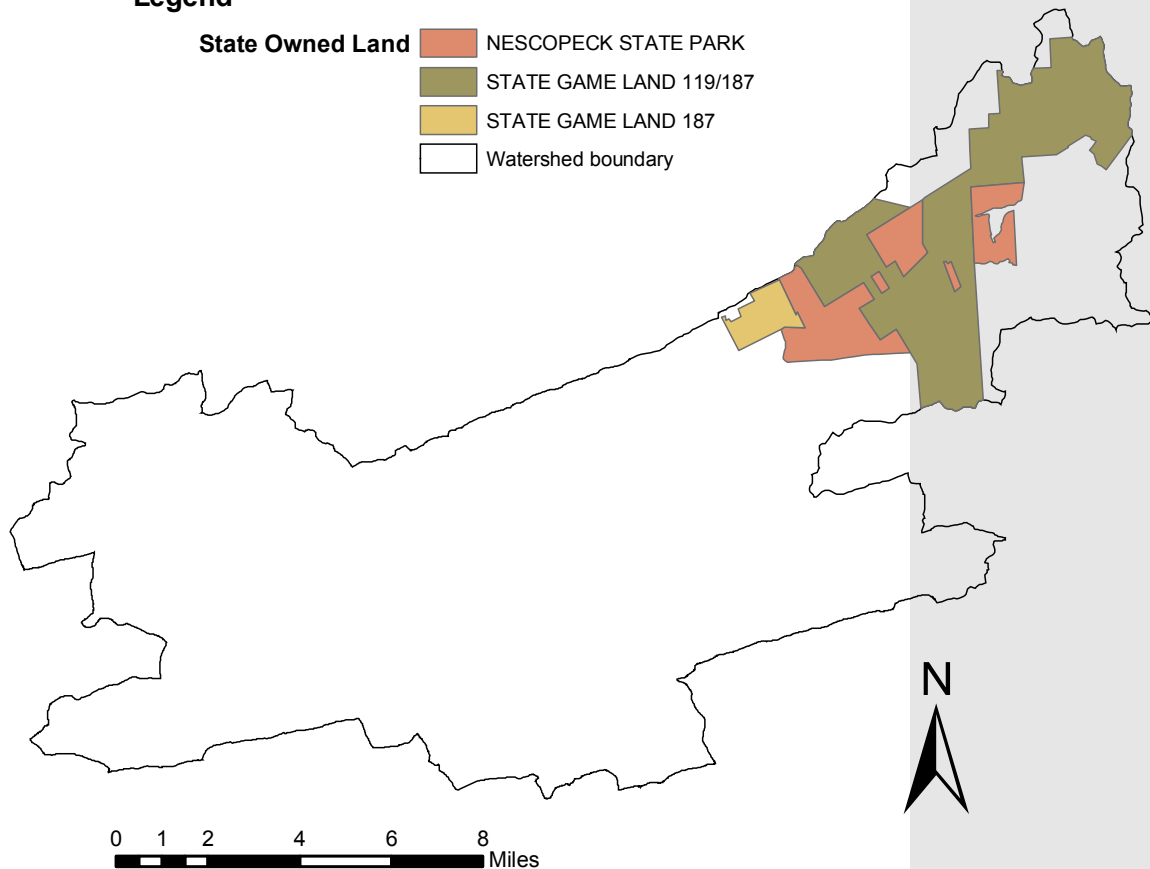 Legend
State Owned Land
NESCOPECK STATE PARK
STATE GAME LAND 119/187
STATE GAME LAND 187
Watershed boundary
N
0 1 2 4 6 8
Miles